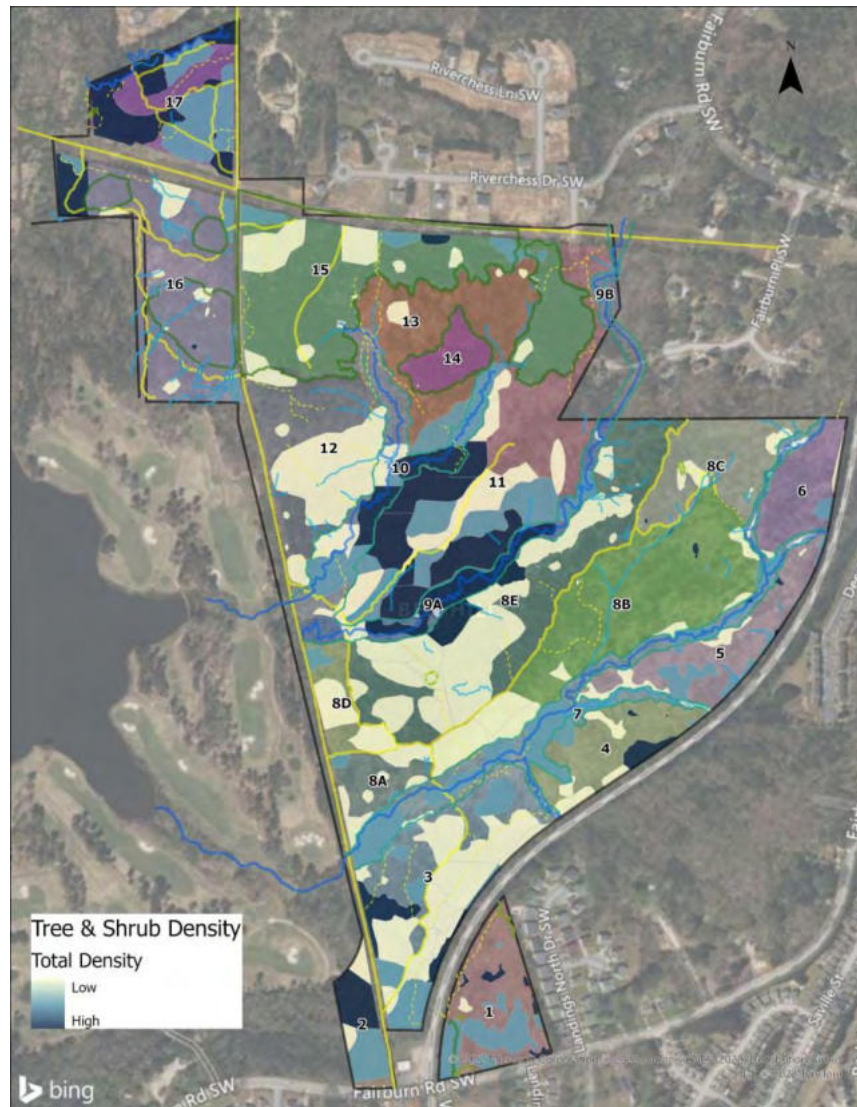 N
Fairburn Rd SW
Riverchess Ln SW
17
Riverchess Dr SW
Fairburn Pl SW
16
15
9B
13
14
12
10
11
8C
6
9A
8E
8B
5
8D
7
4
8A
3
Tree & Shrub Density
Total Density
Low
High
Landings North Dr SW
Saville St
1
2
Fairburn Rd SW
bing